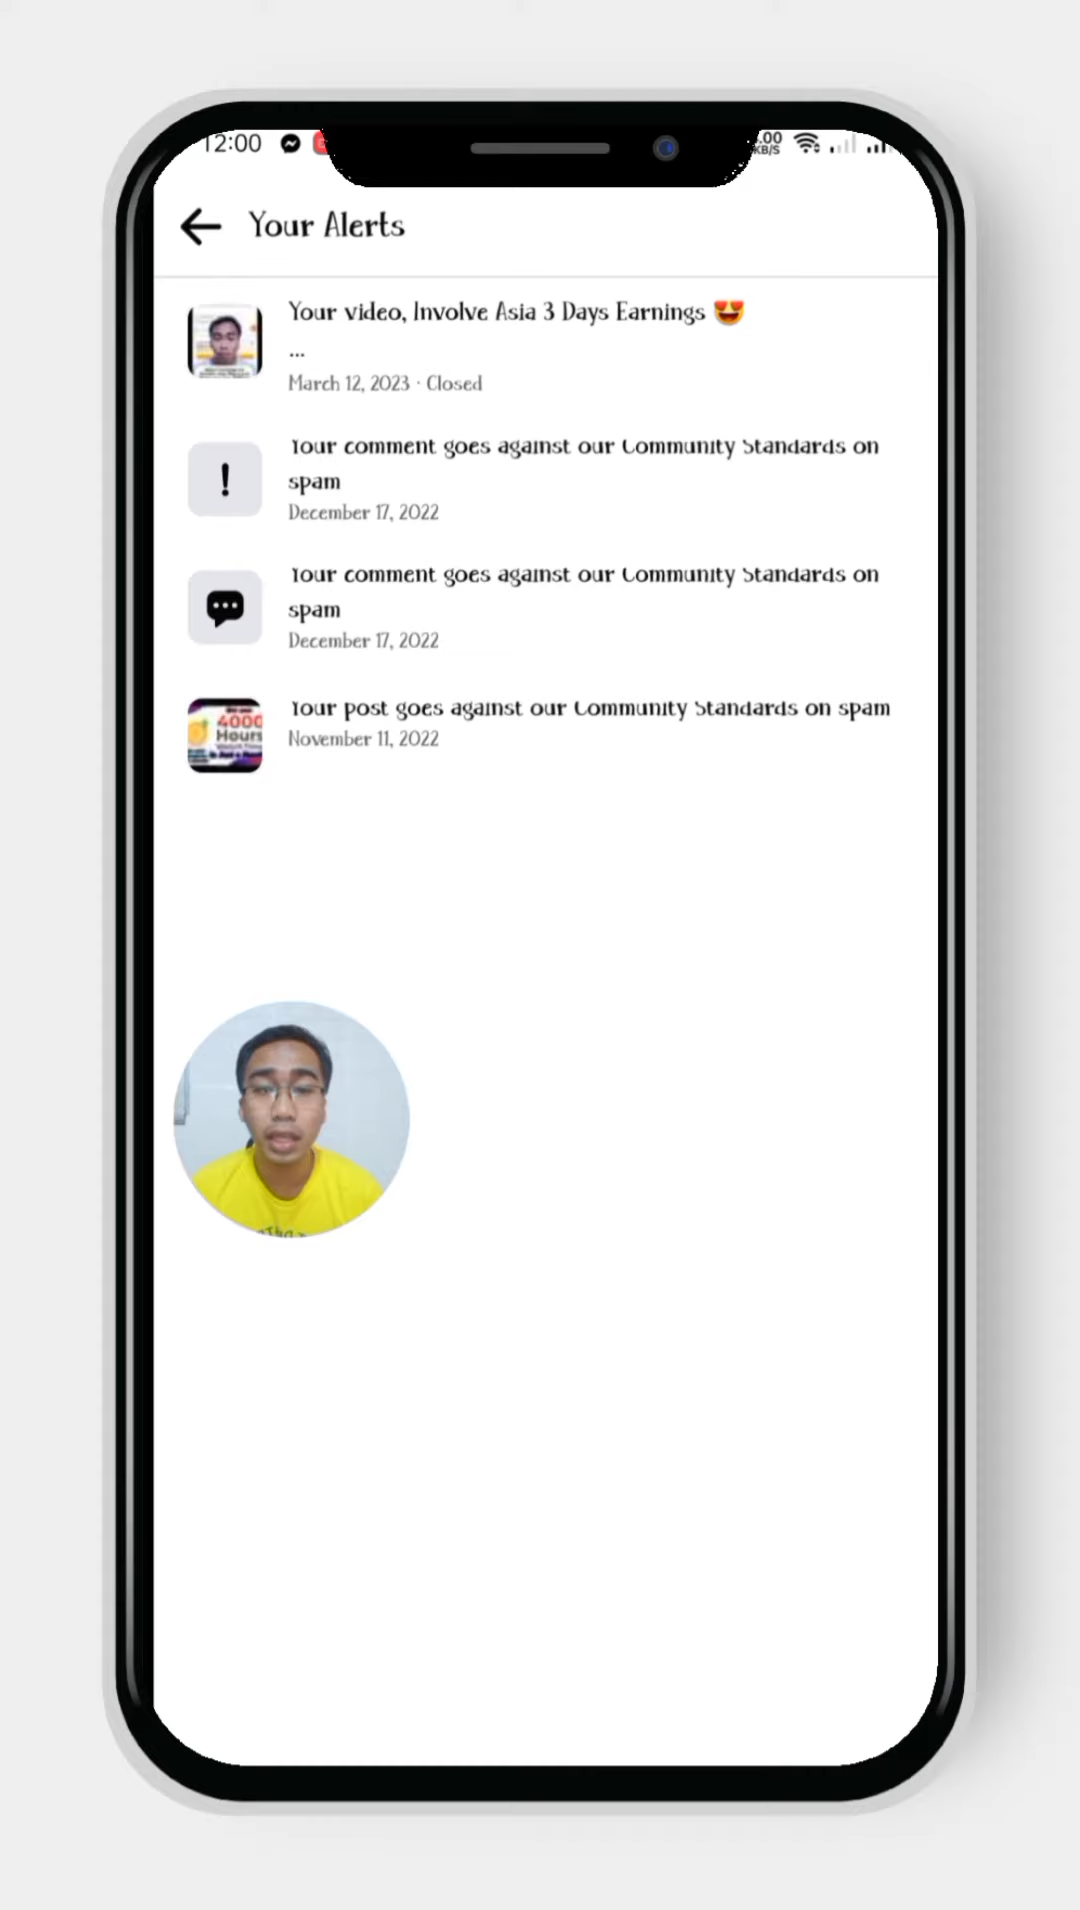 12:00
.00
KB/S
Your Alerts
Your video, Involve Asia 3 Days Earnings 😍
...
March 12, 2023 · Closed
Your comment goes against our Community Standards on
spam
December 17, 2022
Your comment goes against our Community Standards on
spam
December 17, 2022
Your post goes against our Community Standards on spam
November 11, 2022
4000
Hours